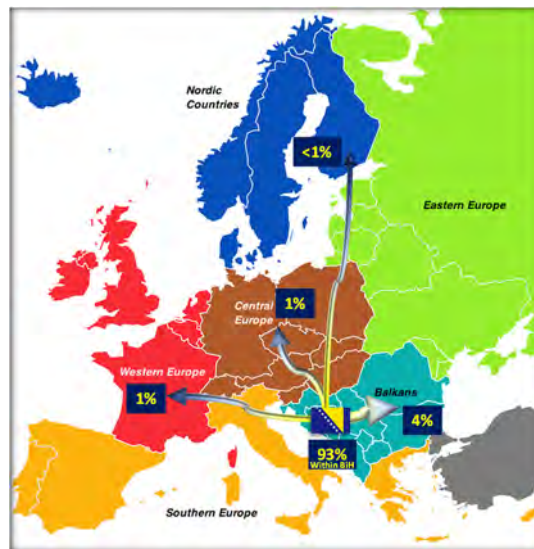 Nordic
Countries
<1%
Eastern Europe
Central
Europe
1%
Western Europe
1%
Balkans
4%
93%
Within BiH
Southern Europe